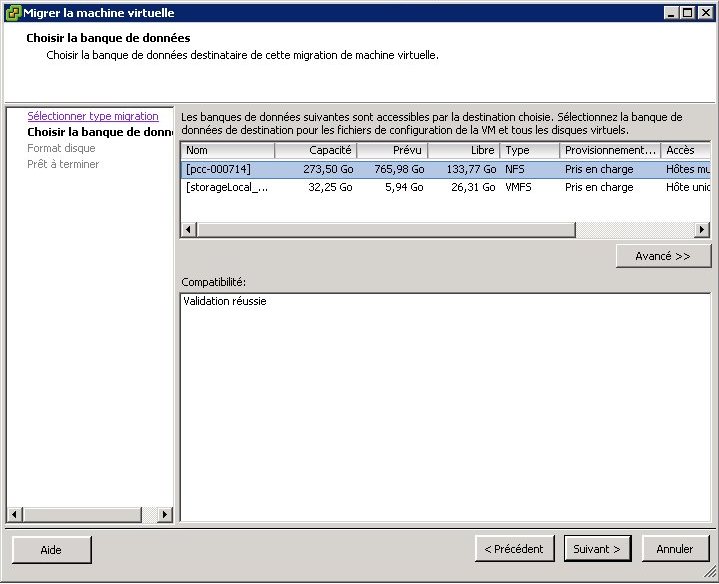 Migrer la machine virtuelle
Choisir la banque de données
Choisir la banque de données destinataire de cette migration de machine virtuelle.
Sélectionner type migration
Choisir la banque de donn
Format disque
Prêt à terminer
Les banques de données suivantes sont accessibles par la destination choisie. Sélectionnez la banque de
données de destination pour les fichiers de configuration de la VM et tous les disques virtuels.
Nom Capacité Prévu Libre Type Provisionnement... Accès
[pcc-000714] 273,50 Go 765,98 Go 133,77 Go NFS Pris en charge Hôtes mu
[storageLocal_... 32,25 Go 5,94 Go 26,31 Go VMFS Pris en charge Hôte uniq
Avancé >>
Compatibilité:
Validation réussie
Aide < Précédent Suivant > Annuler